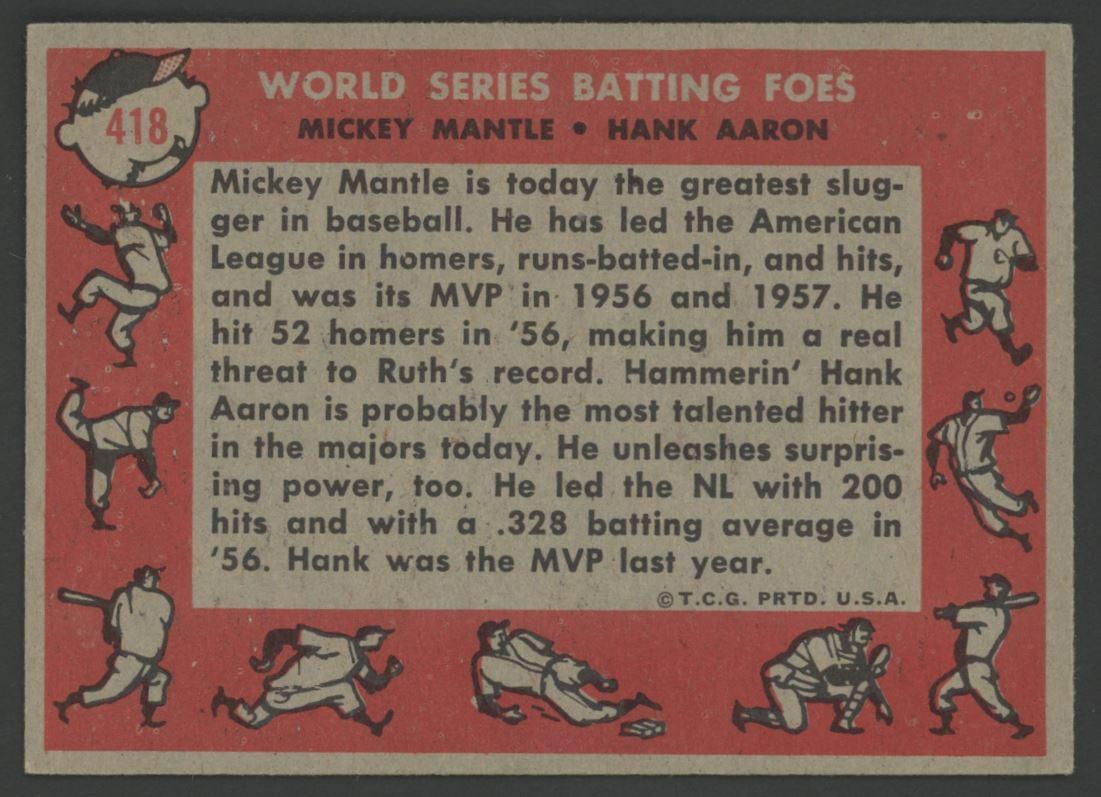 418
WORLD SERIES BATTING FOES
MICKEY MANTLE • HANK AARON
Mickey Mantle is today the greatest slug-
ger in baseball. He has led the American
League in homers, runs-batted-in, and hits,
and was its MVP in 1956 and 1957. He
hit 52 homers in '56, making him a real
threat to Ruth's record. Hammerin' Hank
Aaron is probably the most talented hitter
in the majors today. He unleashes surpris-
ing power, too. He led the NL with 200
hits and with a .328 batting average in
'56. Hank was the MVP last year.
© T.C.G. PRTD. U.S.A.